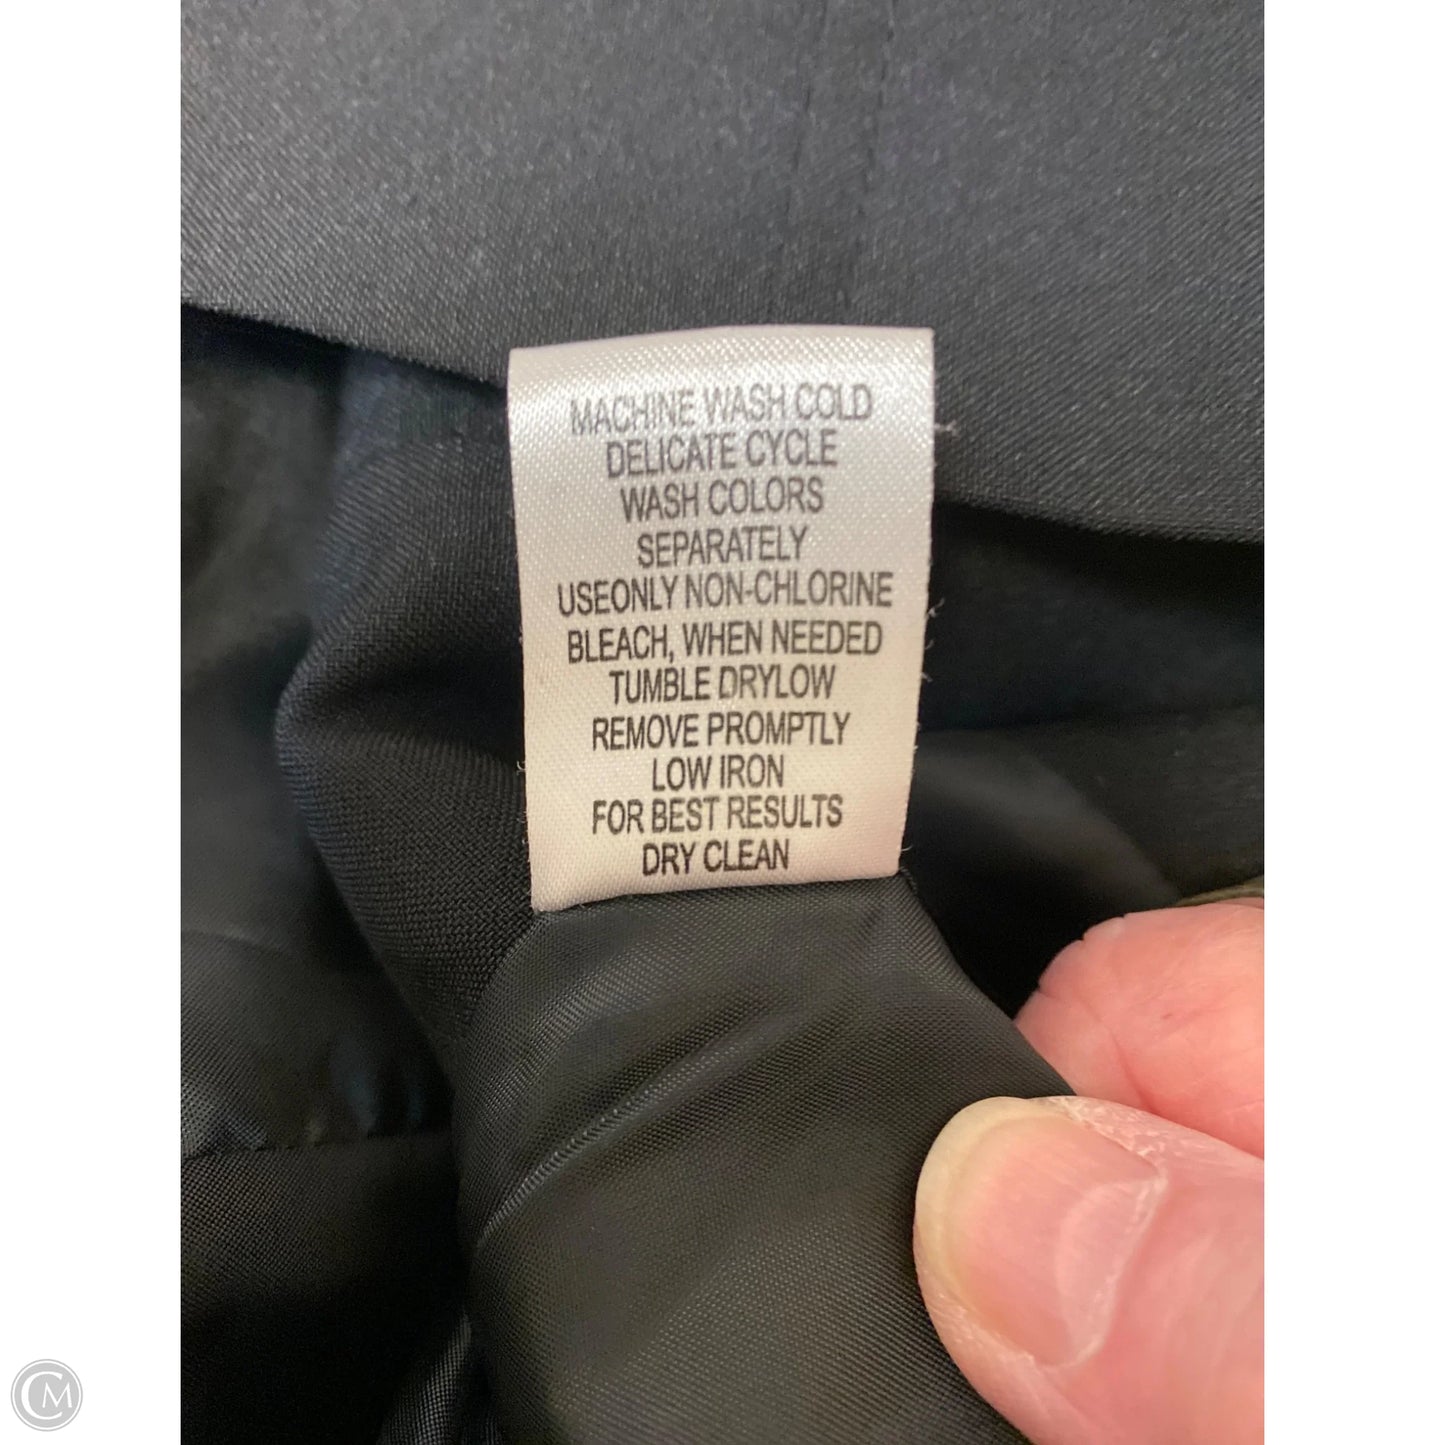 MACHINE WASH COLD
DELICATE CYCLE
WASH COLORS
SEPARATELY
USEONLY NON-CHLORINE
BLEACH, WHEN NEEDED
TUMBLE DRYLOW
REMOVE PROMPTLY
LOW IRON
FOR BEST RESULTS
DRY CLEAN
CM